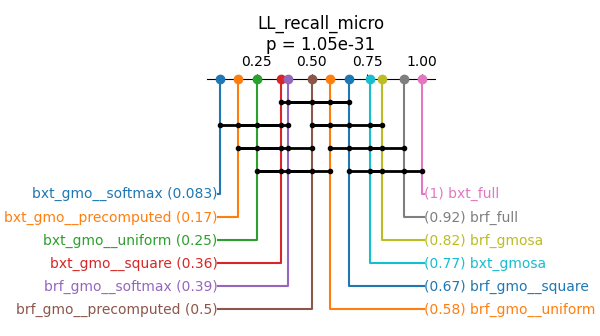 LL_recall_micro
p = 1.05e-31
0.25 0.50 0.75 1.00
bxt_gmo__softmax (0.083) (1) bxt_full
bxt_gmo__precomputed (0.17) (0.92) brf_full
bxt_gmo__uniform (0.25) (0.82) brf_gmosa
bxt_gmo__square (0.36) (0.77) bxt_gmosa
brf_gmo__softmax (0.39) (0.67) brf_gmo__square
brf_gmo__precomputed (0.5) (0.58) brf_gmo__uniform